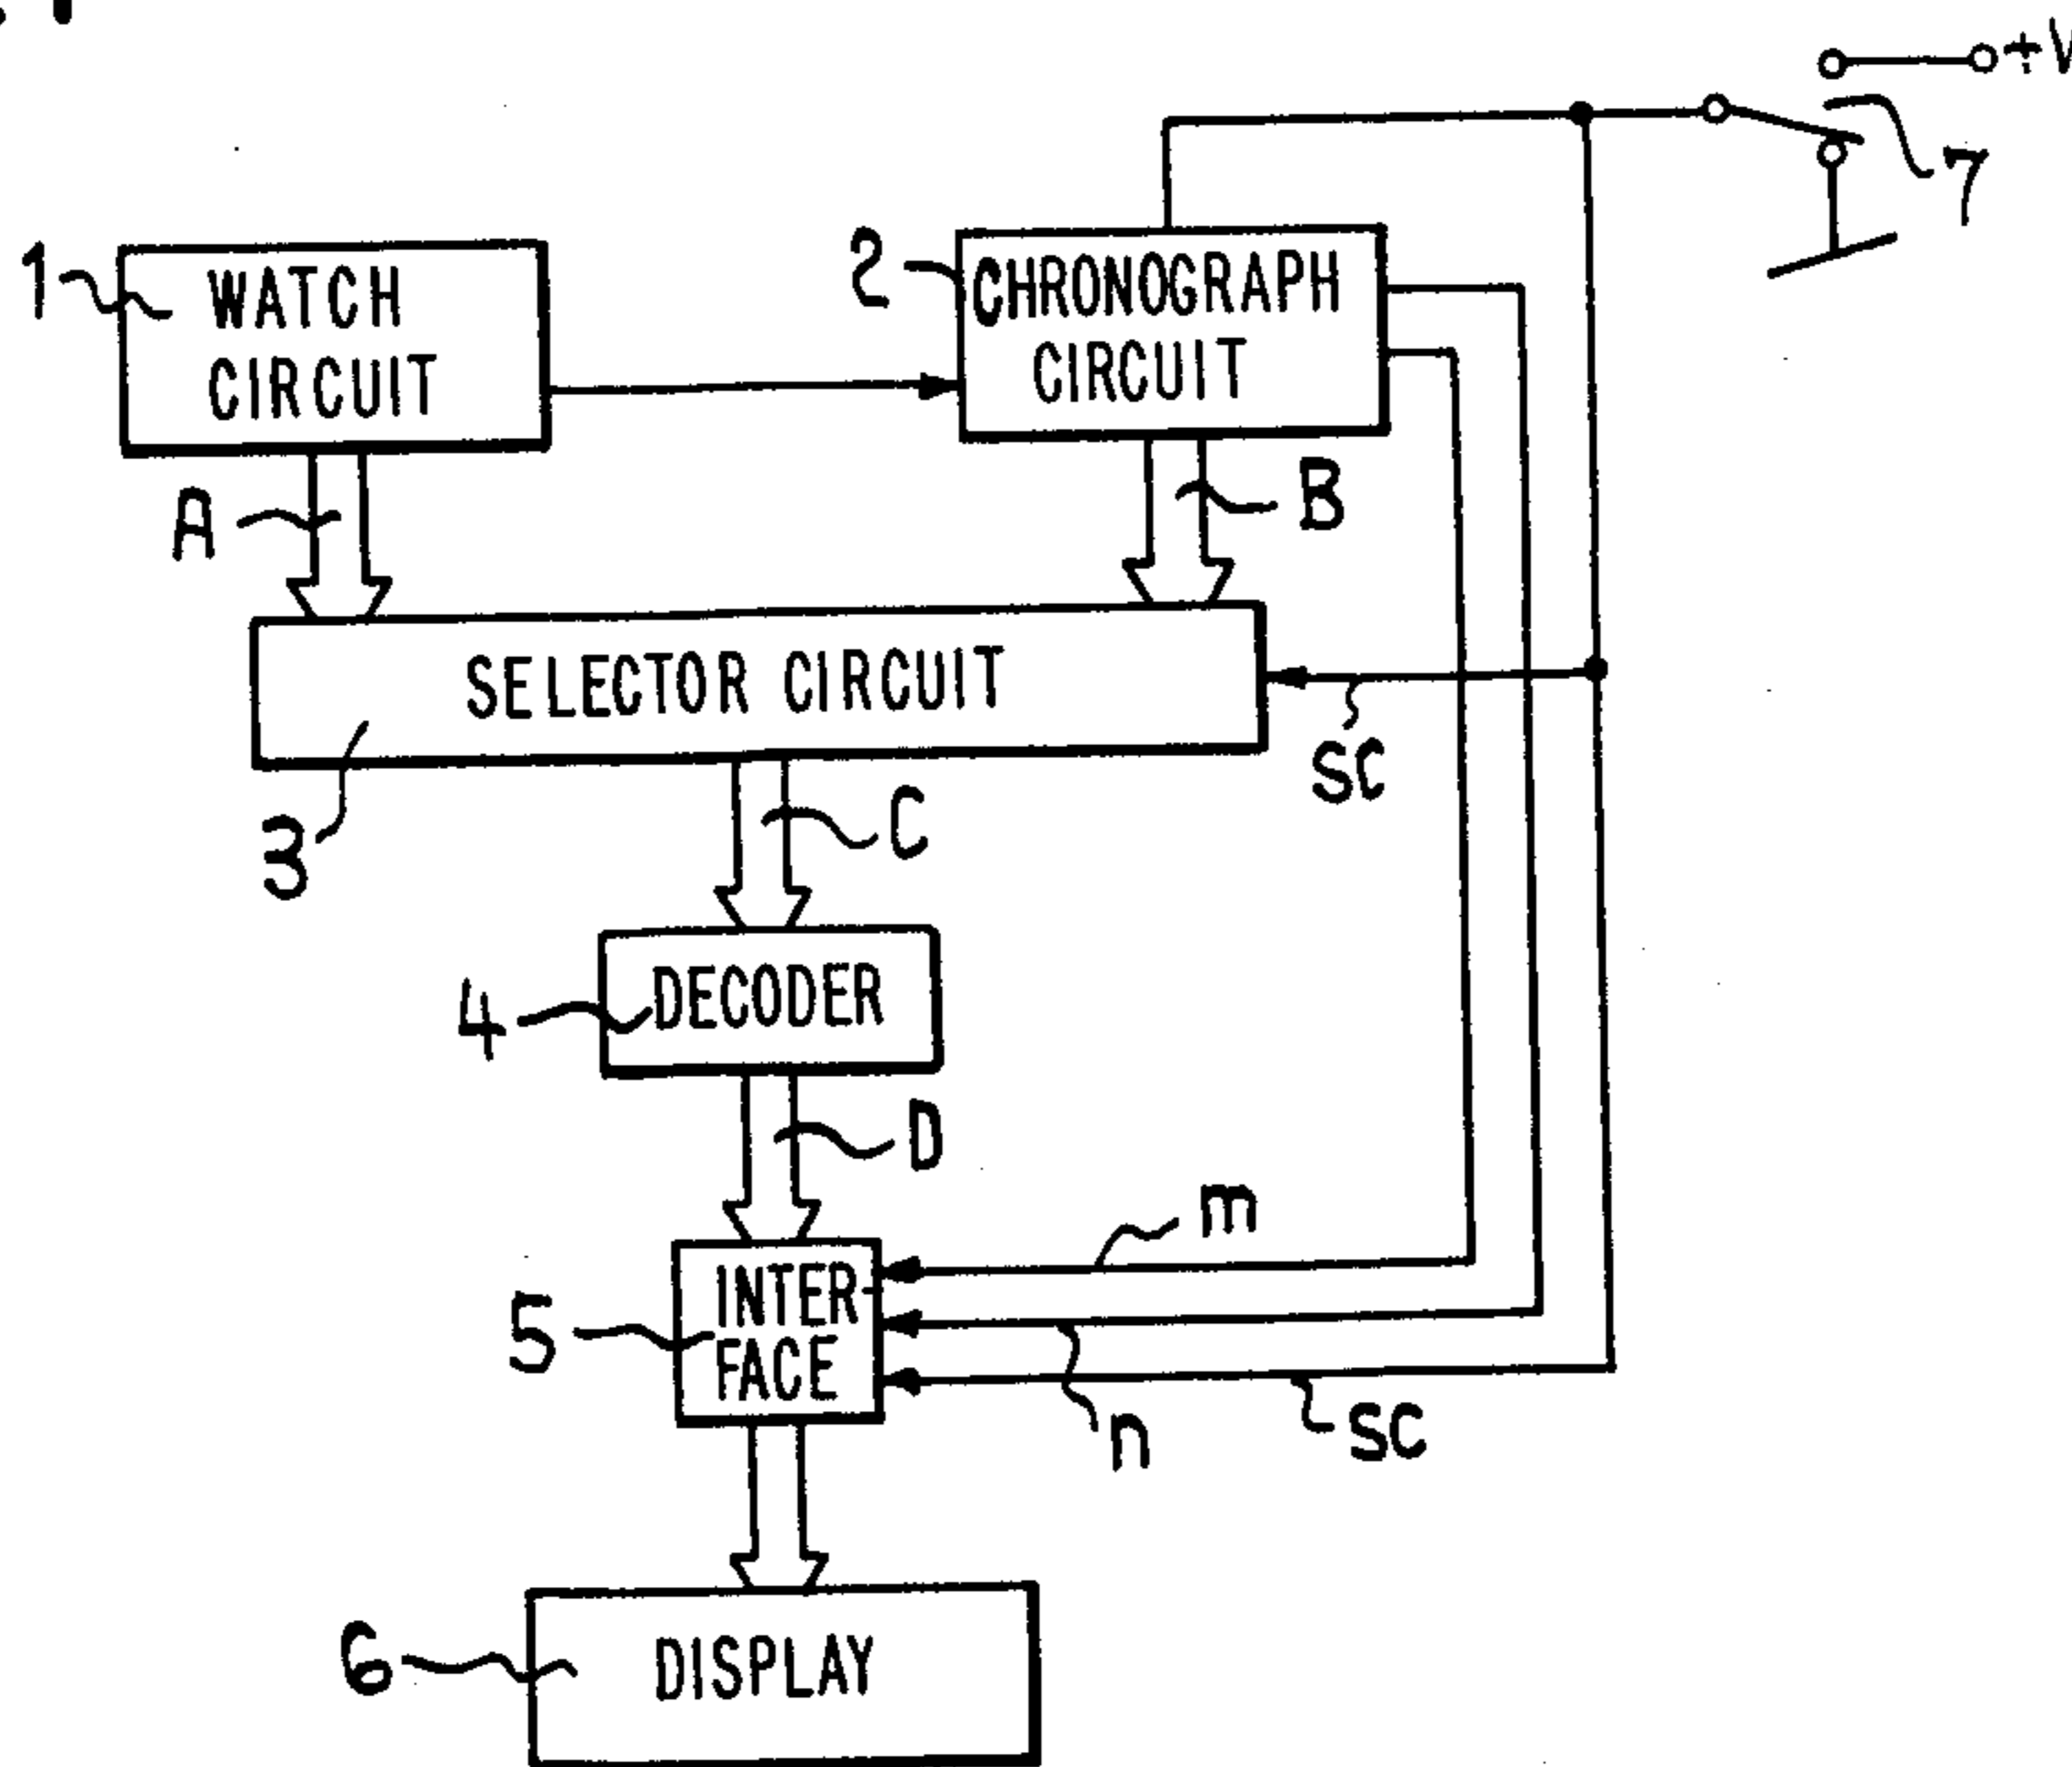 +V
7
1
WATCH
CIRCUIT
2
CHRONOGRAPH
CIRCUIT
A
B
SELECTOR CIRCUIT
SC
3
C
4
DECODER
D
m
5
INTER-
FACE
n
SC
6
DISPLAY